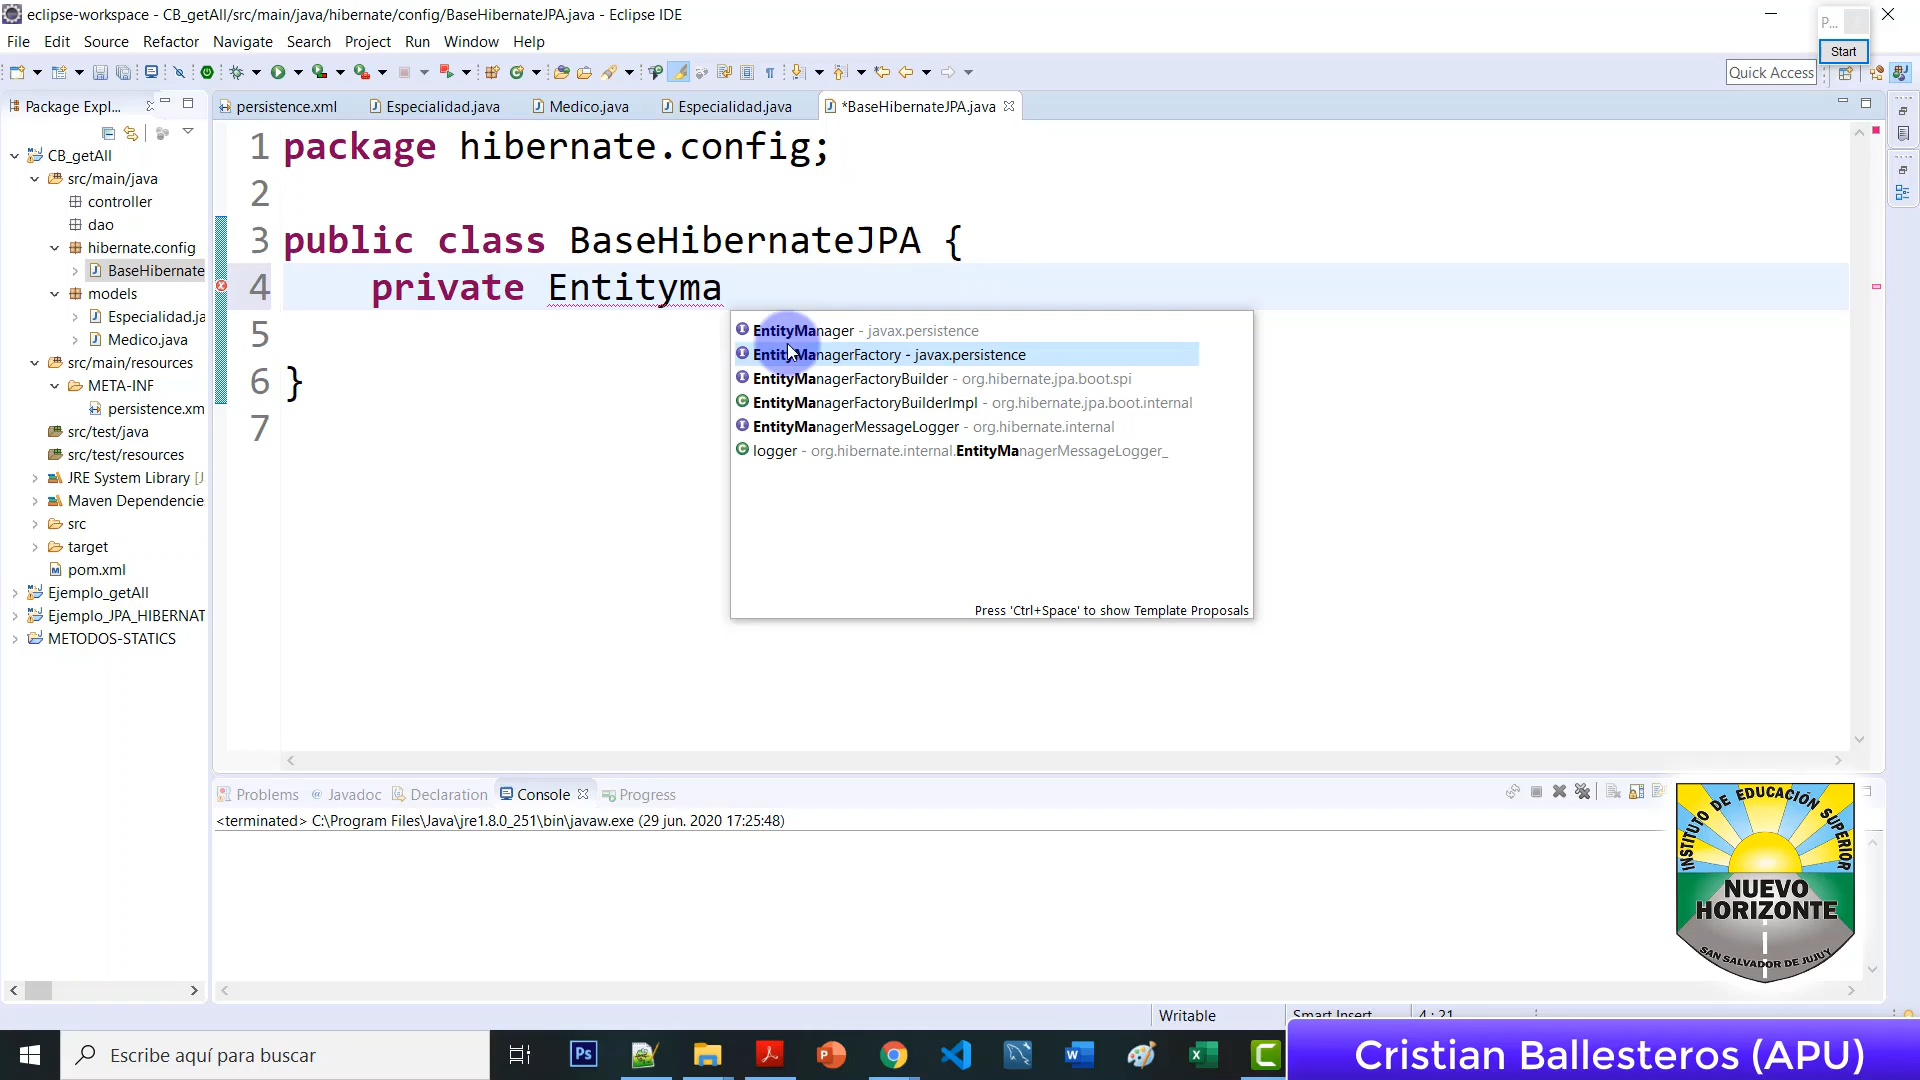 eclipse-workspace - CB_getAll/src/main/java/hibernate/config/BaseHibernateJPA.java - Eclipse IDE
P...
Start
File Edit Source Refactor Navigate Search Project Run Window Help
Quick Access
Package Expl...
persistence.xml Especialidad.java Medico.java Especialidad.java *BaseHibernateJPA.java
CB_getAll
src/main/java
controller
dao
hibernate.config
BaseHibernate
models
Especialidad.ja
Medico.java
src/main/resources
META-INF
persistence.xm
src/test/java
src/test/resources
JRE System Library [J
Maven Dependencie
src
target
pom.xml
Ejemplo_getAll
Ejemplo_JPA_HIBERNAT
METODOS-STATICS
1 package hibernate.config;
2
3 public class BaseHibernateJPA {
4 private Entityma
5
6 }
7
EntityManager - javax.persistence
EntityManagerFactory - javax.persistence
EntityManagerFactoryBuilder - org.hibernate.jpa.boot.spi
EntityManagerFactoryBuilderImpl - org.hibernate.jpa.boot.internal
EntityManagerMessageLogger - org.hibernate.internal
logger - org.hibernate.internal.EntityManagerMessageLogger_
Press 'Ctrl+Space' to show Template Proposals
Problems Javadoc Declaration Console Progress
<terminated> C:\Program Files\Java\jre1.8.0_251\bin\javaw.exe (29 jun. 2020 17:25:48)
INSTITUTO DE EDUCACIÓN SUPERIOR
NUEVO
HORIZONTE
SAN SALVADOR DE JUJUY
Writable Smart Insert 4 : 21
Escribe aquí para buscar
Cristian Ballesteros (APU)